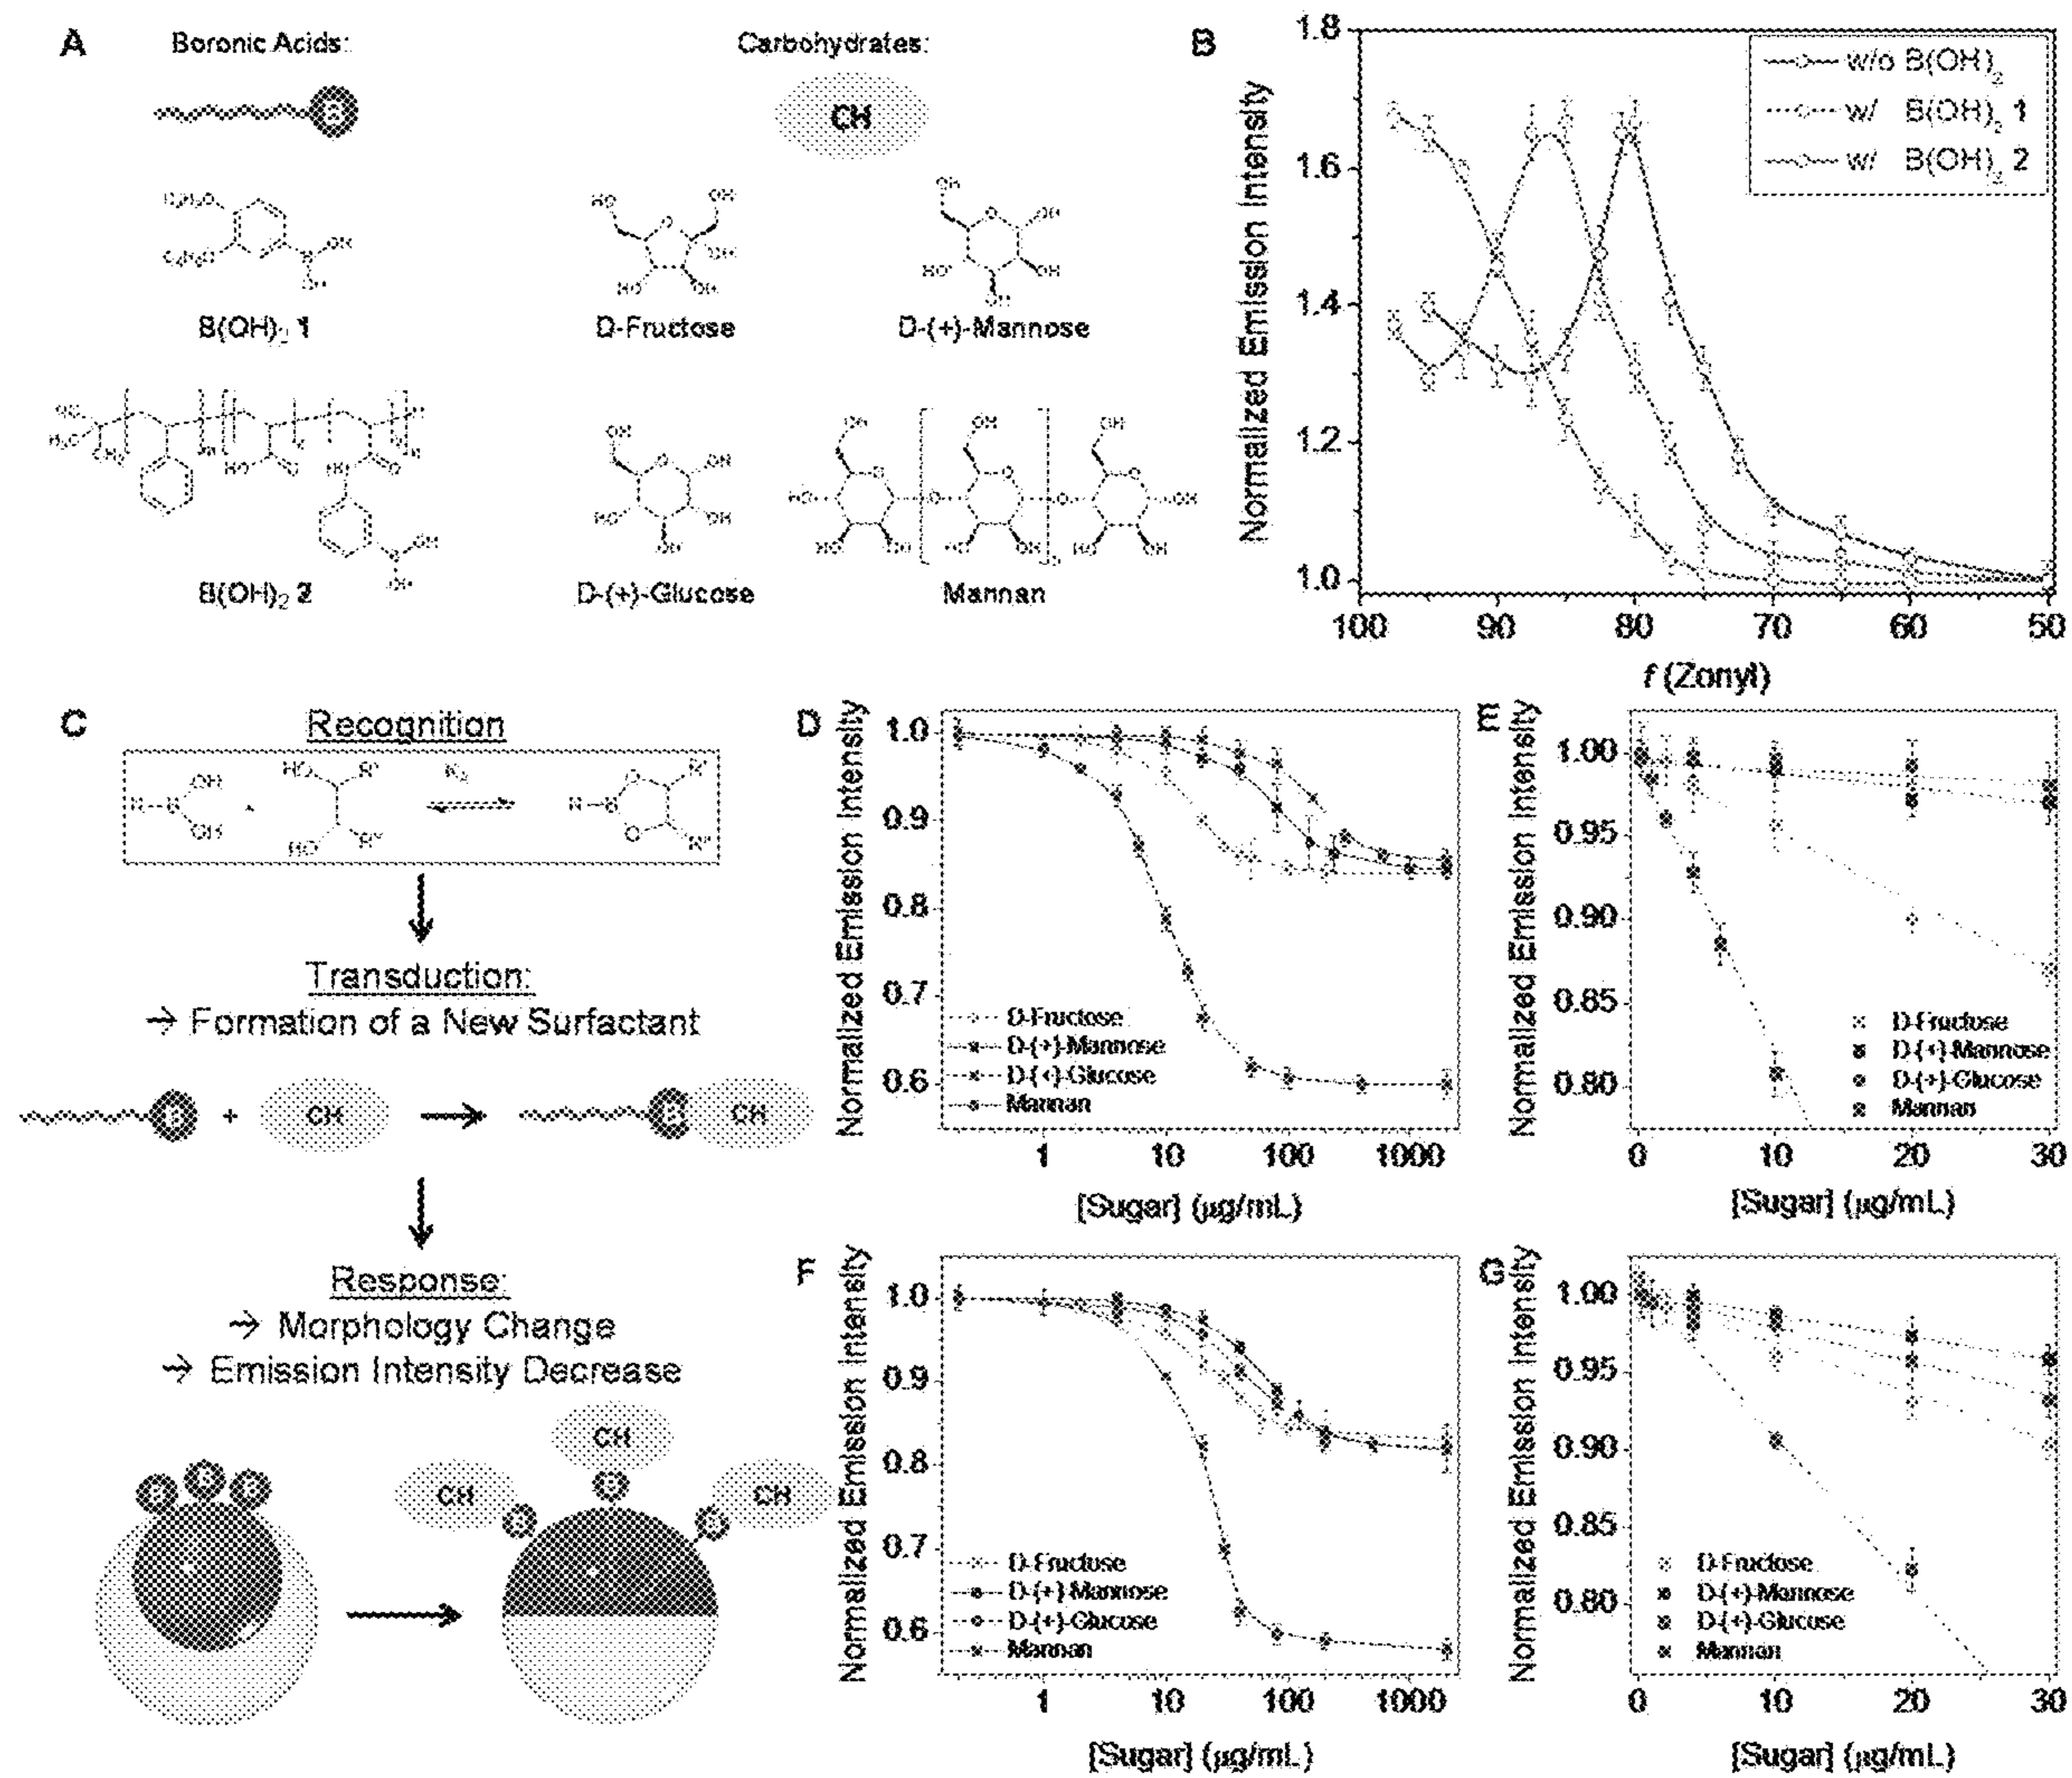 A
Boronic Acids:
Carbohydrates:
B
CH
B(OH)2 1
D-Fructose
D-(+)-Mannose
B(OH)2 2
D-(+)-Glucose
Mannan
Normalized Emission Intensity
1.8
1.6
1.4
1.2
1.0
w/o B(OH)2
w/ B(OH)2 1
w/ B(OH)2 2
100 90 80 70 60 50
f (Zonyl)
C
Recognition
Transduction:
→ Formation of a New Surfactant
B + CH → B CH
Response:
→ Morphology Change
→ Emission Intensity Decrease
B B B
CH CH CH
D
Normalized Emission Intensity
1.0
0.9
0.8
0.7
0.6
D-Fructose
D-(+)-Mannose
D-(+)-Glucose
Mannan
1 10 100 1000
[Sugar] (µg/mL)
E
Normalized Emission Intensity
1.00
0.95
0.90
0.85
0.80
D-Fructose
D-(+)-Mannose
D-(+)-Glucose
Mannan
0 10 20 30
[Sugar] (µg/mL)
F
Normalized Emission Intensity
1.0
0.9
0.8
0.7
0.6
D-Fructose
D-(+)-Mannose
D-(+)-Glucose
Mannan
1 10 100 1000
[Sugar] (µg/mL)
G
Normalized Emission Intensity
1.00
0.95
0.90
0.85
0.80
D-Fructose
D-(+)-Mannose
D-(+)-Glucose
Mannan
0 10 20 30
[Sugar] (µg/mL)